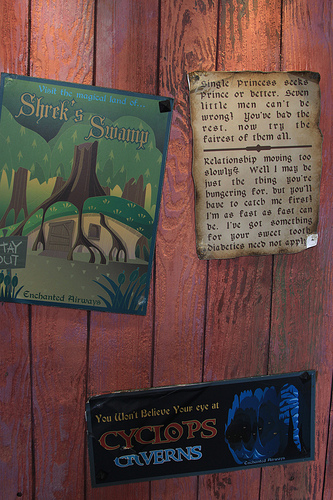 Visit the magical land of...
Shrek's Swamp
TAY
OUT
Enchanted Airways
Single princess seeks
prince or better. Seven
little men can't be
wrong! You've had the
rest, now try the
fairest of them all.
Relationship moving too
slowly? Well I may be
just the thing you're
hungering for, but you'll
have to catch me first!
I'm as fast as fast can
be. I've got something
for your sweet tooth
Diabetics need not apply
You Won't Believe Your eye at
CYCLOPS
CAVERNS
Enchanted Airways